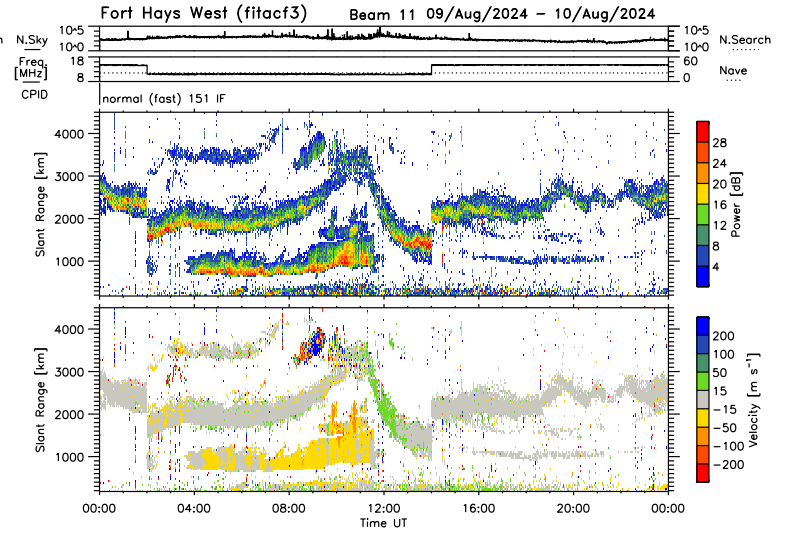 Fort Hays West (fitacf3) Beam 11 09/Aug/2024 - 10/Aug/2024
N.Sky 10^5 10^0 10^5 10^0 N.Search
Freq. [MHz] 18 8 60 0 Nave
CPID normal (fast) 151 IF
Slant Range [km]
4000
3000
2000
1000
28
24
20
16
12
8
4
Power [dB]
Slant Range [km]
4000
3000
2000
1000
200
100
50
15
-15
-50
-100
-200
Velocity [m s^-1]
00:00 04:00 08:00 12:00 16:00 20:00 00:00
Time UT